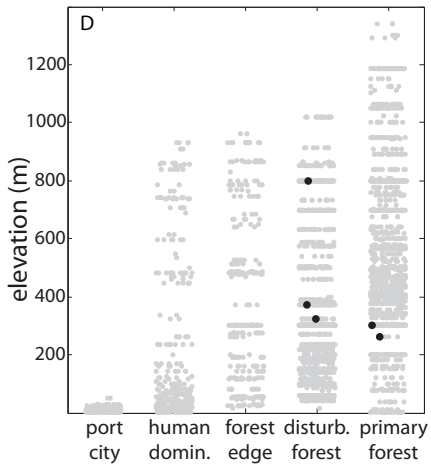 D
1200
1000
800
600
400
200
elevation (m)
port human forest disturb. primary
city domin. edge forest forest